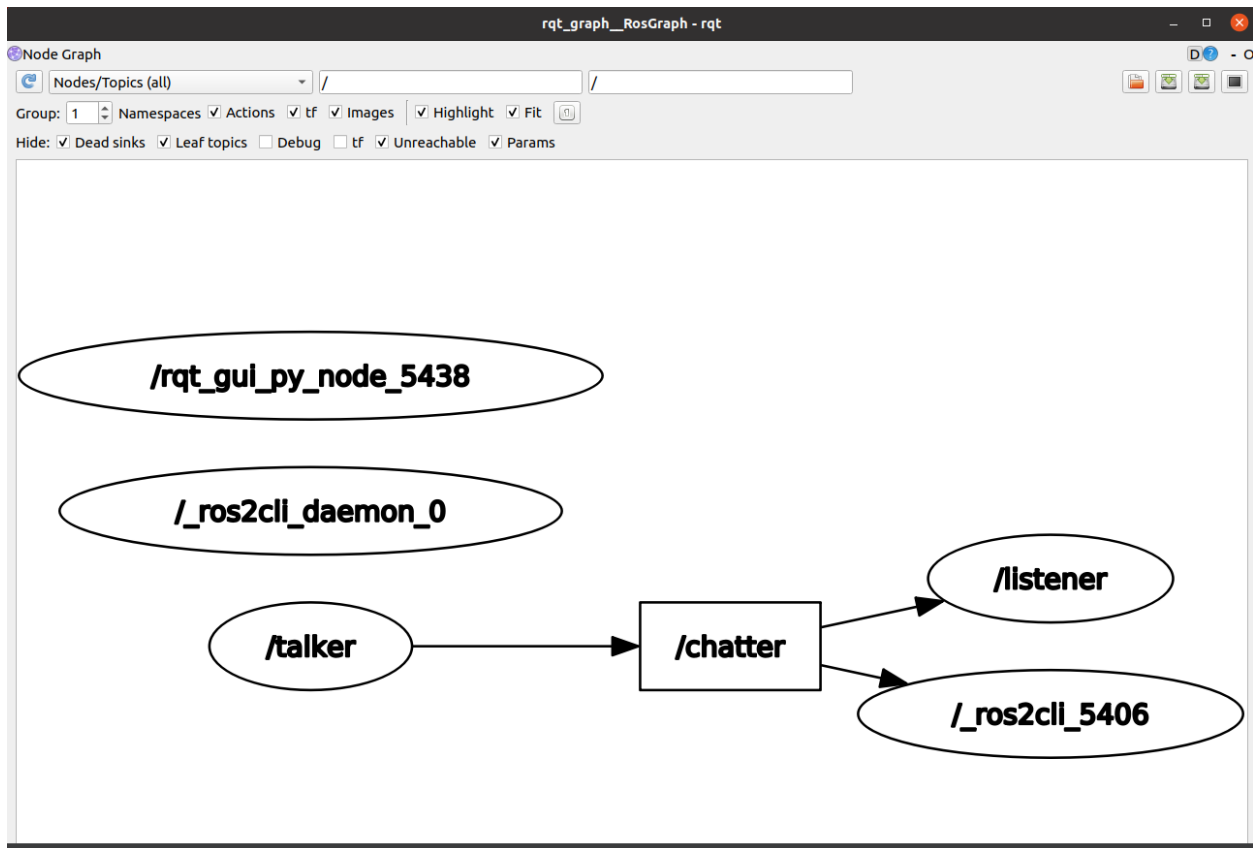 rqt_graph__RosGraph - rqt
Node Graph
D ? - O
Nodes/Topics (all) / /
Group: 1 Namespaces Actions tf Images Highlight Fit
Hide: Dead sinks Leaf topics Debug tf Unreachable Params
/rqt_gui_py_node_5438
/_ros2cli_daemon_0
/listener
/talker
/chatter
/_ros2cli_5406